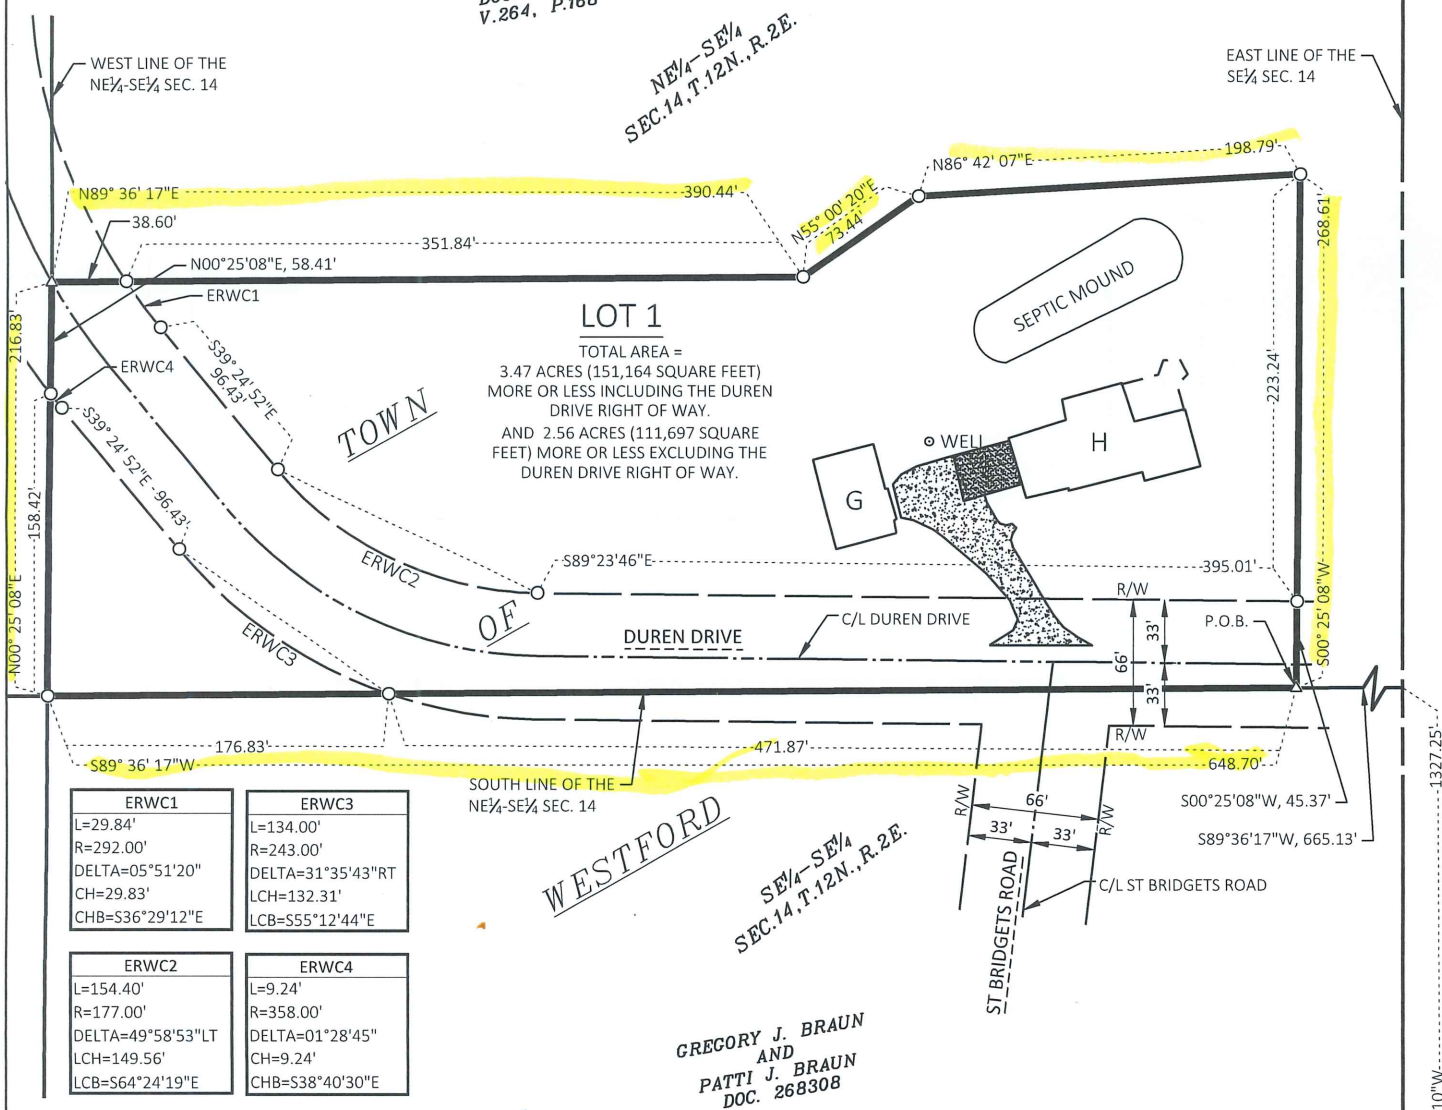 V.264, P.168
NE¼-SE¼
SEC.14, T.12N., R.2E.
WEST LINE OF THE
NE¼-SE¼ SEC. 14
EAST LINE OF THE
SE¼ SEC. 14
N89° 36' 17"E
390.44'
N55° 00' 20"E
73.44'
N86° 42' 07"E
198.79'
38.60'
351.84'
N00°25'08"E, 58.41'
ERWC1
ERWC4
216.83'
158.42'
N00° 25' 08"E
S39° 24' 52"E
96.43'
S39° 24' 52"E
96.43'
LOT 1
TOTAL AREA =
3.47 ACRES (151,164 SQUARE FEET)
MORE OR LESS INCLUDING THE DUREN
DRIVE RIGHT OF WAY.
AND 2.56 ACRES (111,697 SQUARE
FEET) MORE OR LESS EXCLUDING THE
DUREN DRIVE RIGHT OF WAY.
SEPTIC MOUND
268.61'
223.24'
S00° 25' 08"W
WELL
H
G
TOWN
OF
WESTFORD
ERWC2
ERWC3
S89°23'46"E
395.01'
R/W
C/L DUREN DRIVE
DUREN DRIVE
33'
66'
33'
R/W
P.O.B.
176.83'
471.87'
S89° 36' 17"W
648.70'
SOUTH LINE OF THE
NE¼-SE¼ SEC. 14
S00°25'08"W, 45.37'
S89°36'17"W, 665.13'
1327.25'
10"W
R/W
66'
R/W
33'
33'
C/L ST BRIDGETS ROAD
ST BRIDGETS ROAD
SE¼-SE¼
SEC.14, T.12N., R.2E.
ERWC1
L=29.84'
R=292.00'
DELTA=05°51'20"
CH=29.83'
CHB=S36°29'12"E
ERWC3
L=134.00'
R=243.00'
DELTA=31°35'43"RT
LCH=132.31'
LCB=S55°12'44"E
ERWC2
L=154.40'
R=177.00'
DELTA=49°58'53"LT
LCH=149.56'
LCB=S64°24'19"E
ERWC4
L=9.24'
R=358.00'
DELTA=01°28'45"
CH=9.24'
CHB=S38°40'30"E
GREGORY J. BRAUN
AND
PATTI J. BRAUN
DOC. 268308